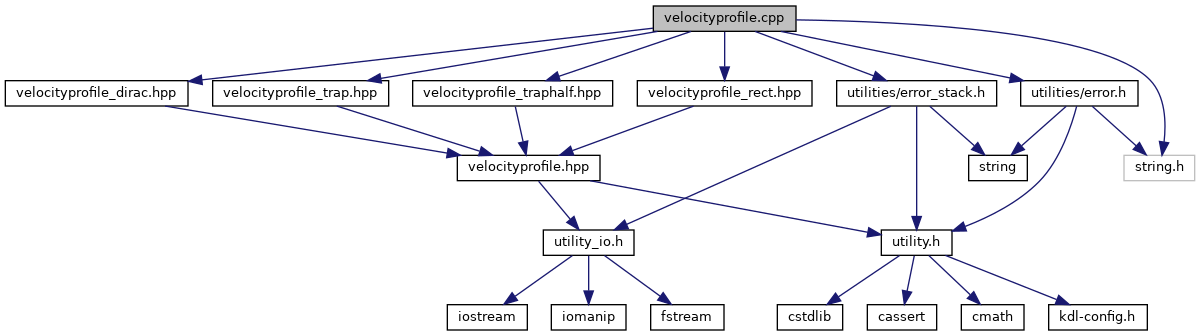 velocityprofile.cpp
velocityprofile_dirac.hpp
velocityprofile_trap.hpp
velocityprofile_traphalf.hpp
velocityprofile_rect.hpp
utilities/error_stack.h
utilities/error.h
velocityprofile.hpp
string
string.h
utility_io.h
utility.h
iostream
iomanip
fstream
cstdlib
cassert
cmath
kdl-config.h